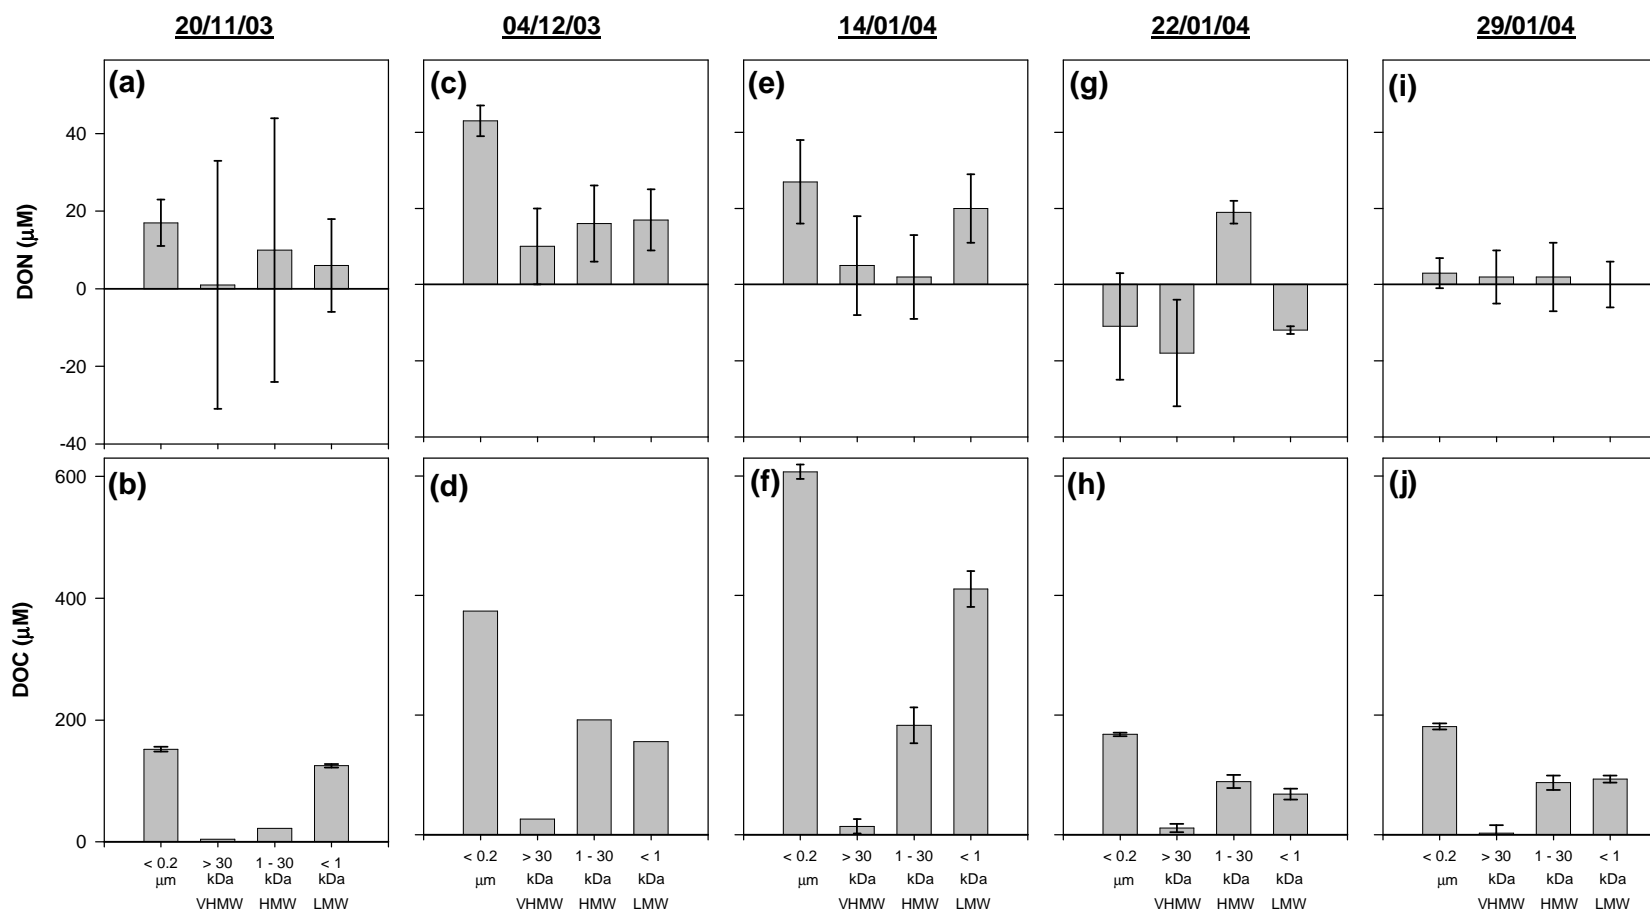 20/11/03 04/12/03 14/01/04 22/01/04 29/01/04
(a) (c) (e) (g) (i)
40
20
0
-20
-40
DON (μM)
(b) (d) (f) (h) (j)
600
400
200
0
DOC (μM)
< 0.2 > 30 1 - 30 < 1 < 0.2 > 30 1 - 30 < 1 < 0.2 > 30 1 - 30 < 1 < 0.2 > 30 1 - 30 < 1 < 0.2 > 30 1 - 30 < 1
μm kDa kDa kDa μm kDa kDa kDa μm kDa kDa kDa μm kDa kDa kDa μm kDa kDa kDa
VHMW HMW LMW VHMW HMW LMW VHMW HMW LMW VHMW HMW LMW VHMW HMW LMW